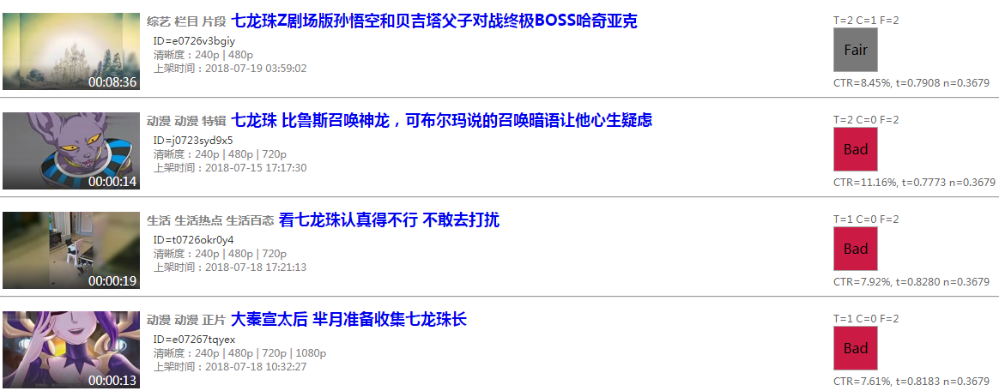 综艺 栏目 片段 七龙珠Z剧场版孙悟空和贝吉塔父子对战终极BOSS哈奇亚克
T=2 C=1 F=2
ID=e0726v3bgiy
清晰度：240p | 480p
Fair
上架时间：2018-07-19 03:59:02
00:08:36
CTR=8.45%, t=0.7908 n=0.3679
动漫 动漫 特辑 七龙珠 比鲁斯召唤神龙，可布尔玛说的召唤暗语让他心生疑虑
T=2 C=0 F=2
ID=j0723syd9x5
清晰度：240p | 480p | 720p
Bad
上架时间：2018-07-15 17:17:30
00:00:14
CTR=11.16%, t=0.7773 n=0.3679
生活 生活热点 生活百态 看七龙珠认真得不行 不敢去打扰
T=1 C=0 F=2
ID=t0726okr0y4
清晰度：240p | 480p | 720p
Bad
上架时间：2018-07-18 17:21:13
00:00:19
CTR=7.92%, t=0.8280 n=0.3679
动漫 动漫 正片 大秦宣太后 芈月准备收集七龙珠长
T=1 C=0 F=2
ID=e07267tqyex
清晰度：240p | 480p | 720p | 1080p
Bad
上架时间：2018-07-18 10:32:27
00:00:13
CTR=7.61%, t=0.8183 n=0.3679